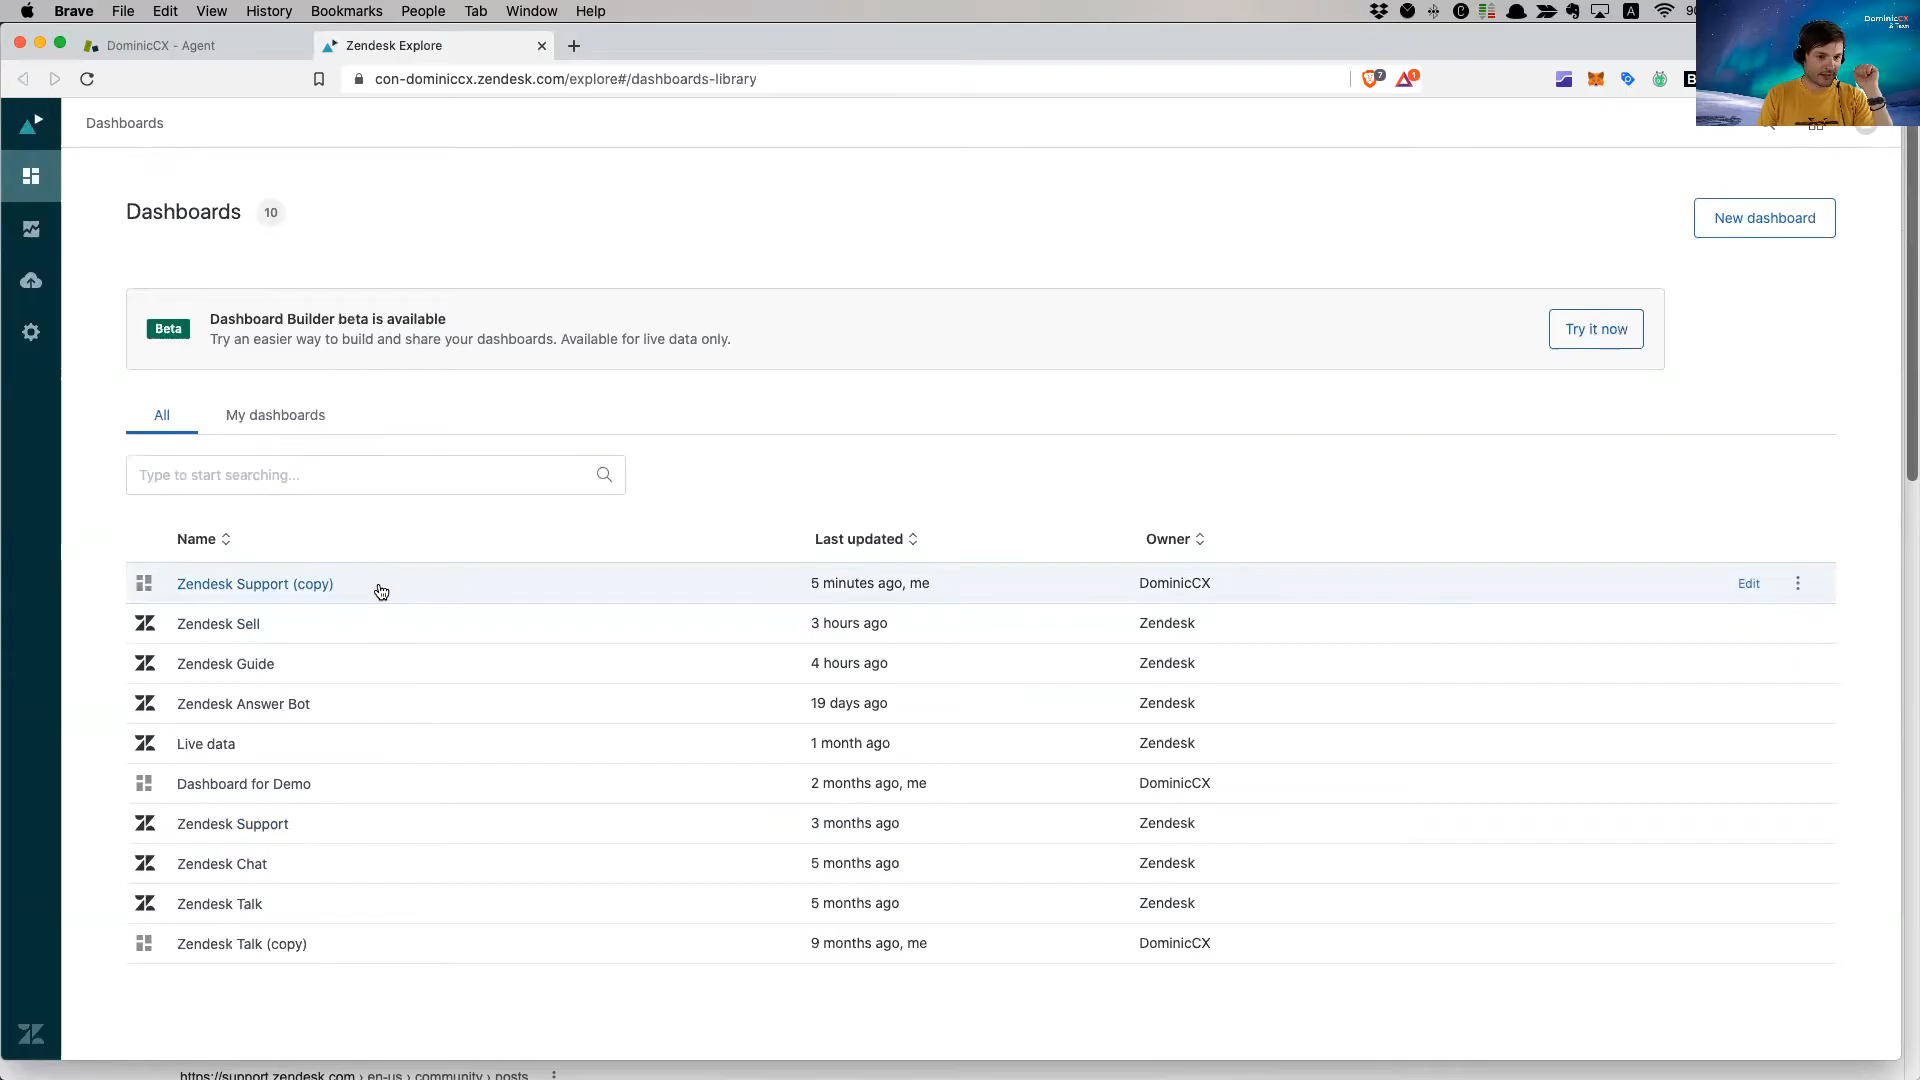 Brave File Edit View History Bookmarks People Tab Window Help
DominicCX - Agent
Zendesk Explore
con-dominiccx.zendesk.com/explore#/dashboards-library
7
1
DominicCX
& Team
Dashboards
Dashboards 10
New dashboard
Beta
Dashboard Builder beta is available
Try an easier way to build and share your dashboards. Available for live data only.
Try it now
All
My dashboards
Type to start searching...
Name Last updated Owner
Zendesk Support (copy) 5 minutes ago, me DominicCX Edit
Zendesk Sell 3 hours ago Zendesk
Zendesk Guide 4 hours ago Zendesk
Zendesk Answer Bot 19 days ago Zendesk
Live data 1 month ago Zendesk
Dashboard for Demo 2 months ago, me DominicCX
Zendesk Support 3 months ago Zendesk
Zendesk Chat 5 months ago Zendesk
Zendesk Talk 5 months ago Zendesk
Zendesk Talk (copy) 9 months ago, me DominicCX
https://support.zendesk.com › en-us › community › posts